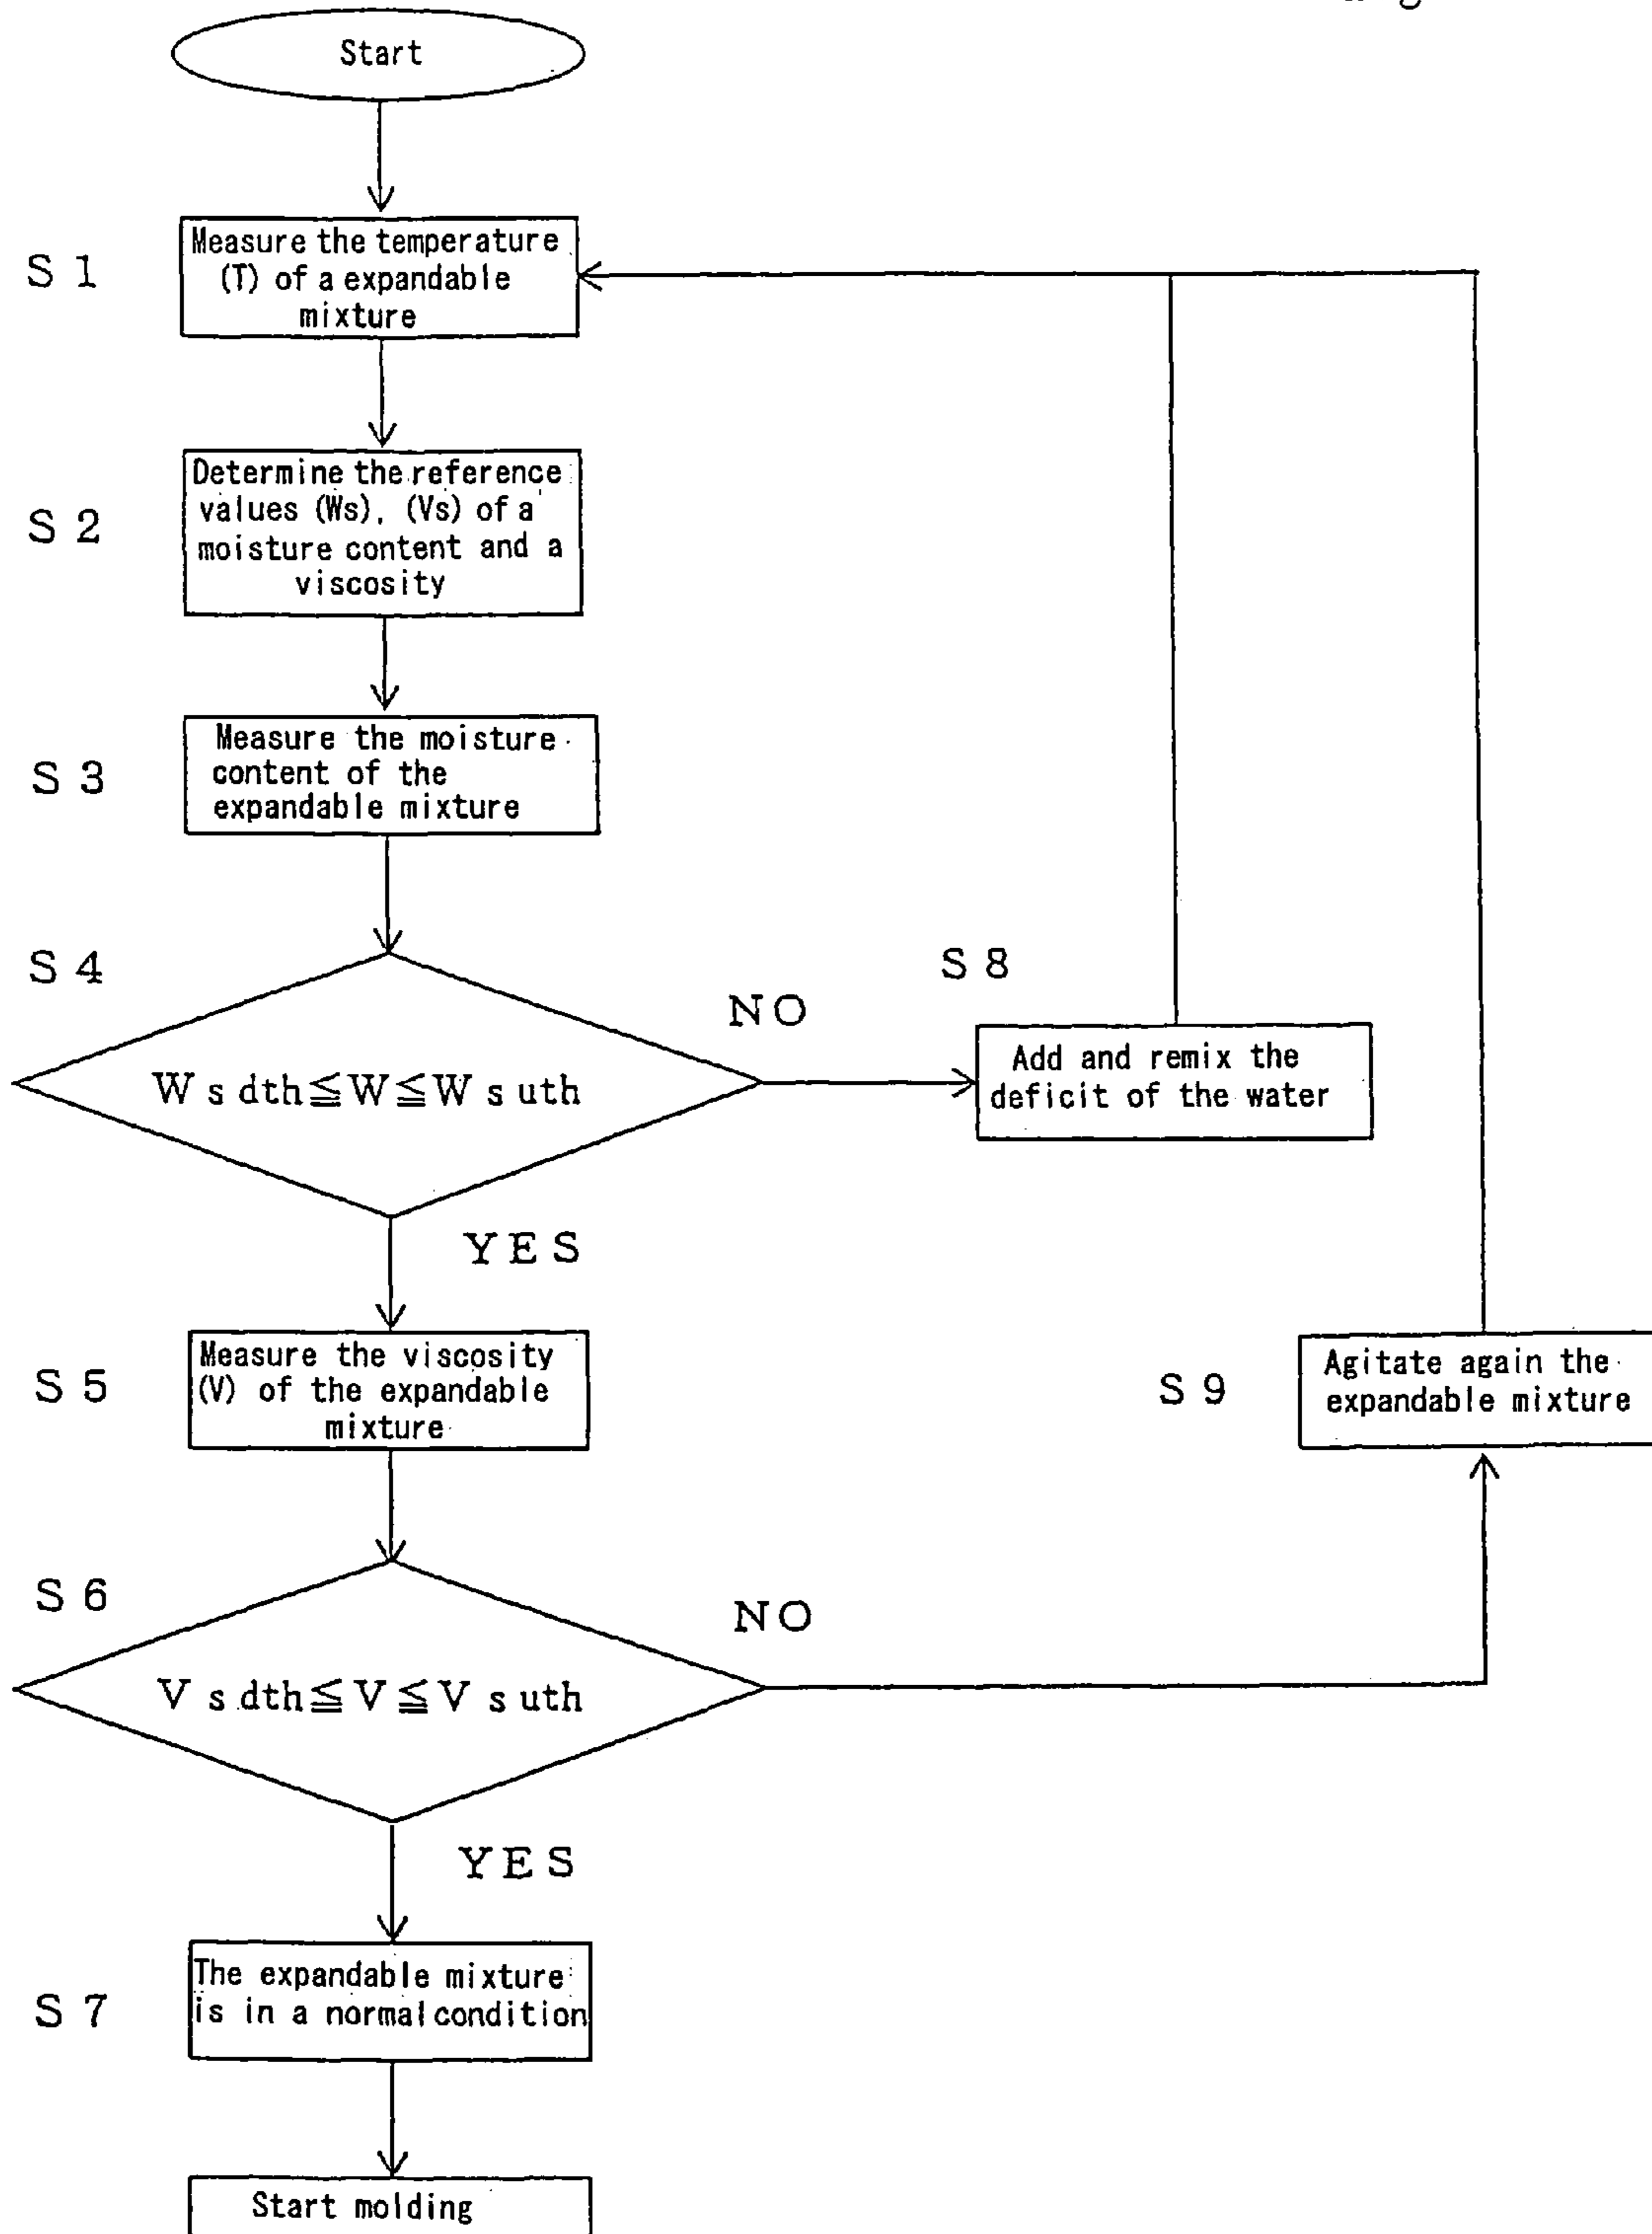 Start
S 1
Measure the temperature
(T) of a expandable
mixture
S 2
Determine the reference
values (Ws), (Vs) of a
moisture content and a
viscosity
S 3
Measure the moisture
content of the
expandable mixture
S 4
W s dth≦W≦W s uth
NO
S 8
Add and remix the
deficit of the water
YES
S 5
Measure the viscosity
(V) of the expandable
mixture
S 9
Agitate again the
expandable mixture
S 6
V s dth≦V≦V s uth
NO
YES
S 7
The expandable mixture
is in a normal condition
Start molding